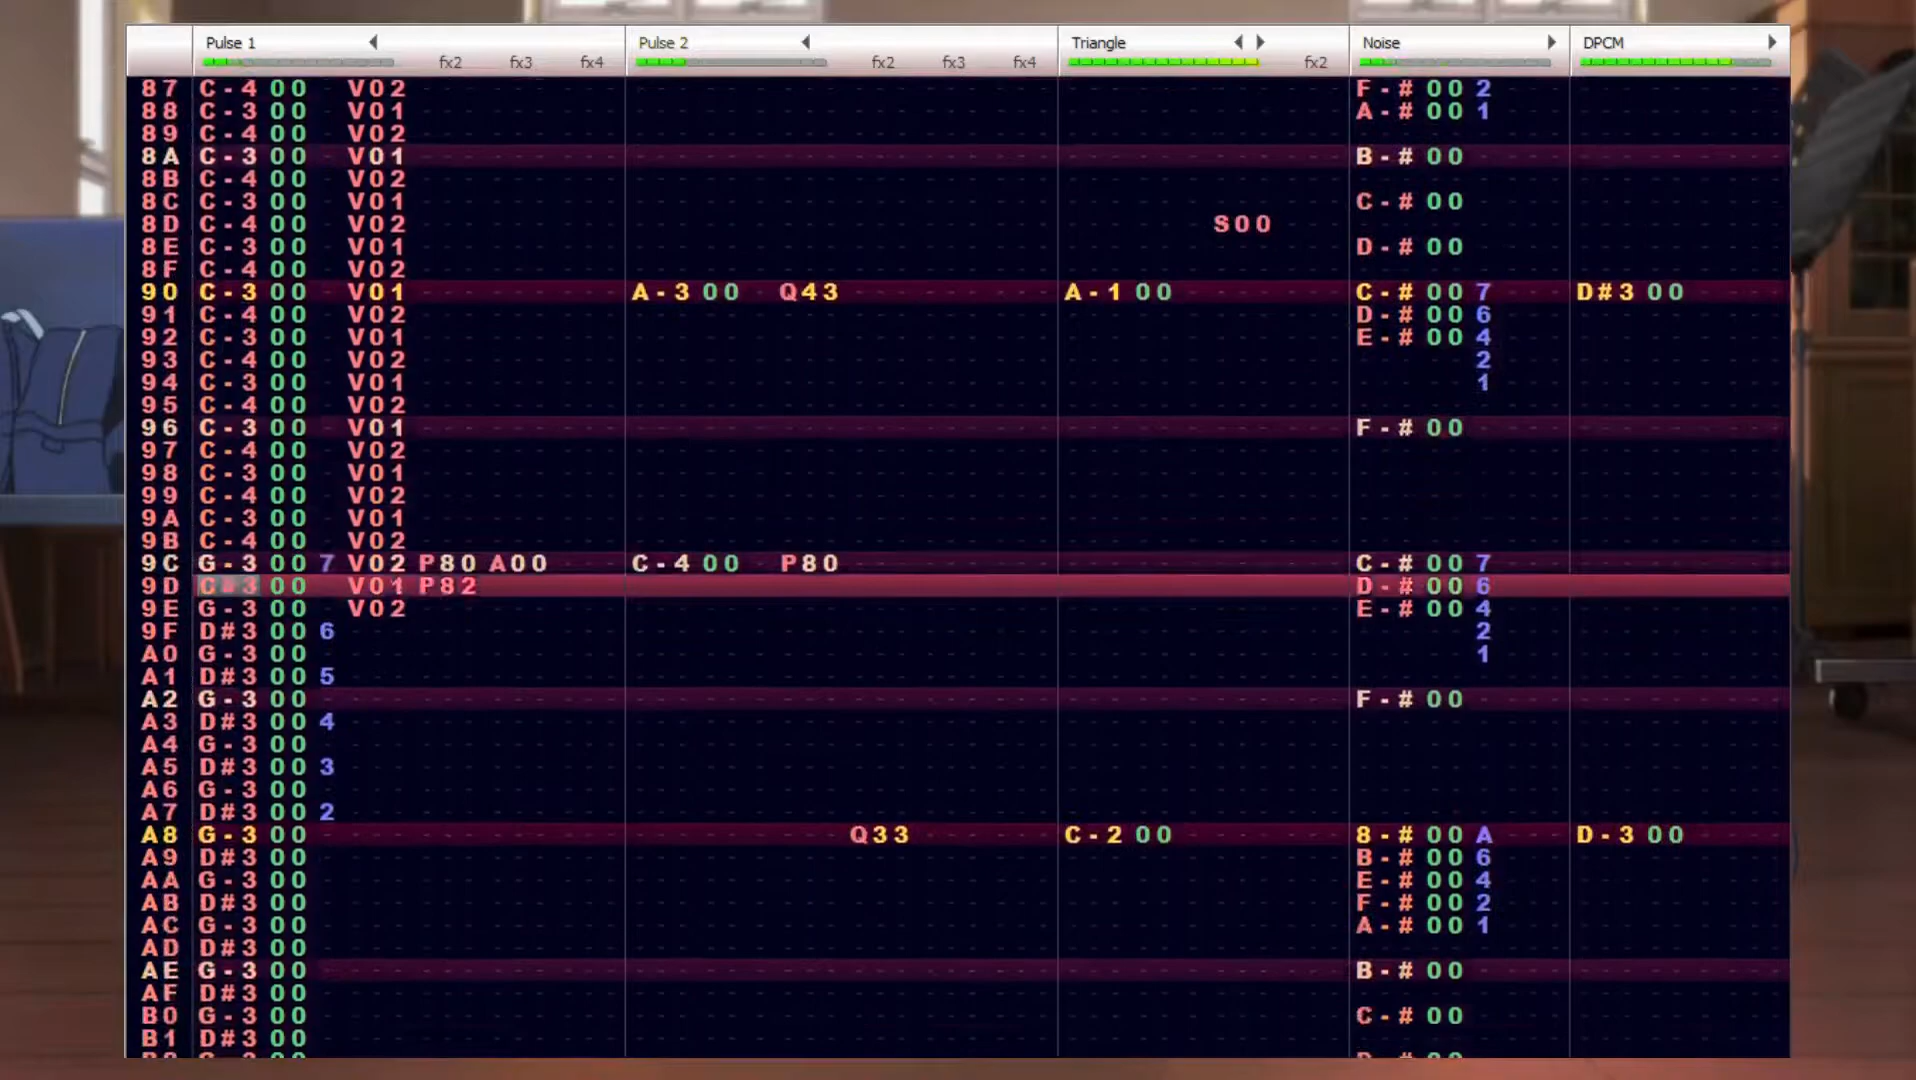 Pulse 1 fx2 fx3 fx4 Pulse 2 fx2 fx3 fx4 Triangle fx2 Noise DPCM
87 C-4 00 V02 F-# 00 2
88 C-3 00 V01 A-# 00 1
89 C-4 00 V02
8A C-3 00 V01 B-# 00
8B C-4 00 V02
8C C-3 00 V01 C-# 00
8D C-4 00 V02 S00
8E C-3 00 V01 D-# 00
8F C-4 00 V02
90 C-3 00 V01 A-3 00 Q43 A-1 00 C-# 00 7 D#3 00
91 C-4 00 V02 D-# 00 6
92 C-3 00 V01 E-# 00 4
93 C-4 00 V02 2
94 C-3 00 V01 1
95 C-4 00 V02
96 C-3 00 V01 F-# 00
97 C-4 00 V02
98 C-3 00 V01
99 C-4 00 V02
9A C-3 00 V01
9B C-4 00 V02
9C G-3 00 7 V02 P80 A00 C-4 00 P80 C-# 00 7
9D 00 V01 P82 D-# 00 6
9E G-3 00 V02 E-# 00 4
9F D#3 00 6 2
A0 G-3 00 1
A1 D#3 00 5
A2 G-3 00 F-# 00
A3 D#3 00 4
A4 G-3 00
A5 D#3 00 3
A6 G-3 00
A7 D#3 00 2
A8 G-3 00 Q33 C-2 00 8-# 00 A D-3 00
A9 D#3 00 B-# 00 6
AA G-3 00 E-# 00 4
AB D#3 00 F-# 00 2
AC G-3 00 A-# 00 1
AD D#3 00
AE G-3 00 B-# 00
AF D#3 00
B0 G-3 00 C-# 00
B1 D#3 00